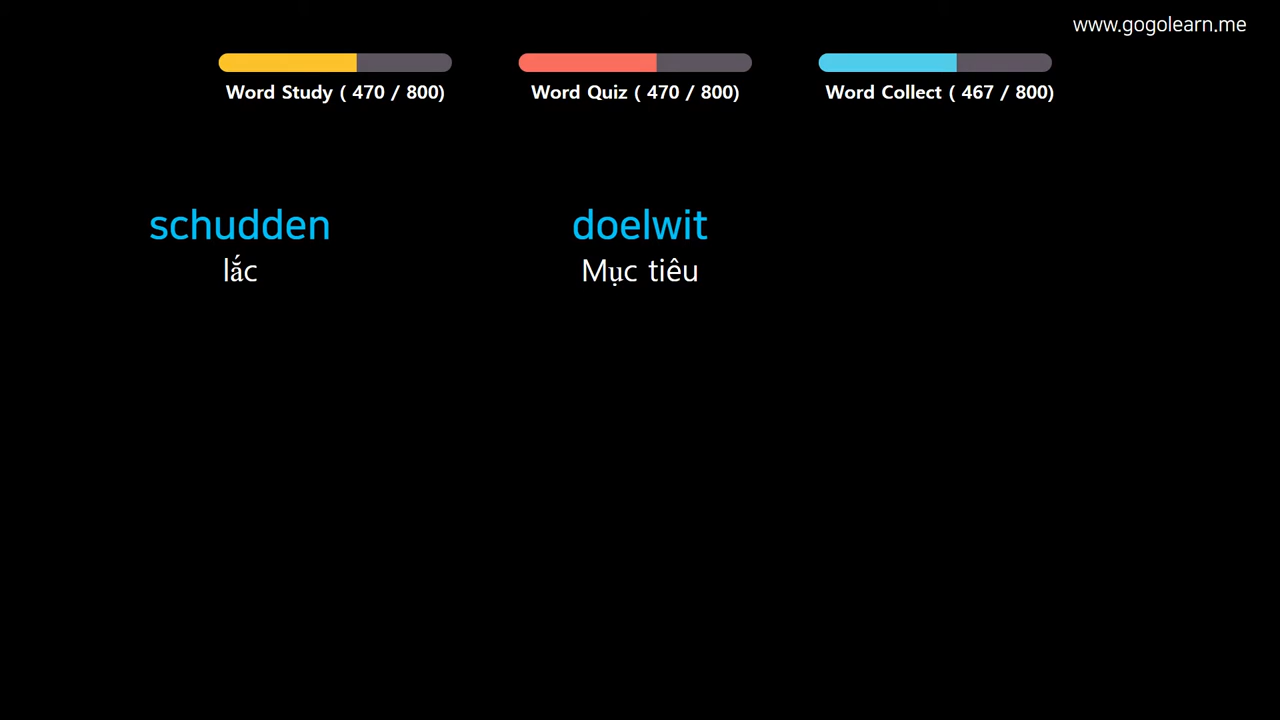 www.gogolearn.me
Word Study ( 470 / 800)
Word Quiz ( 470 / 800)
Word Collect ( 467 / 800)
schudden
lắc
doelwit
Mục tiêu